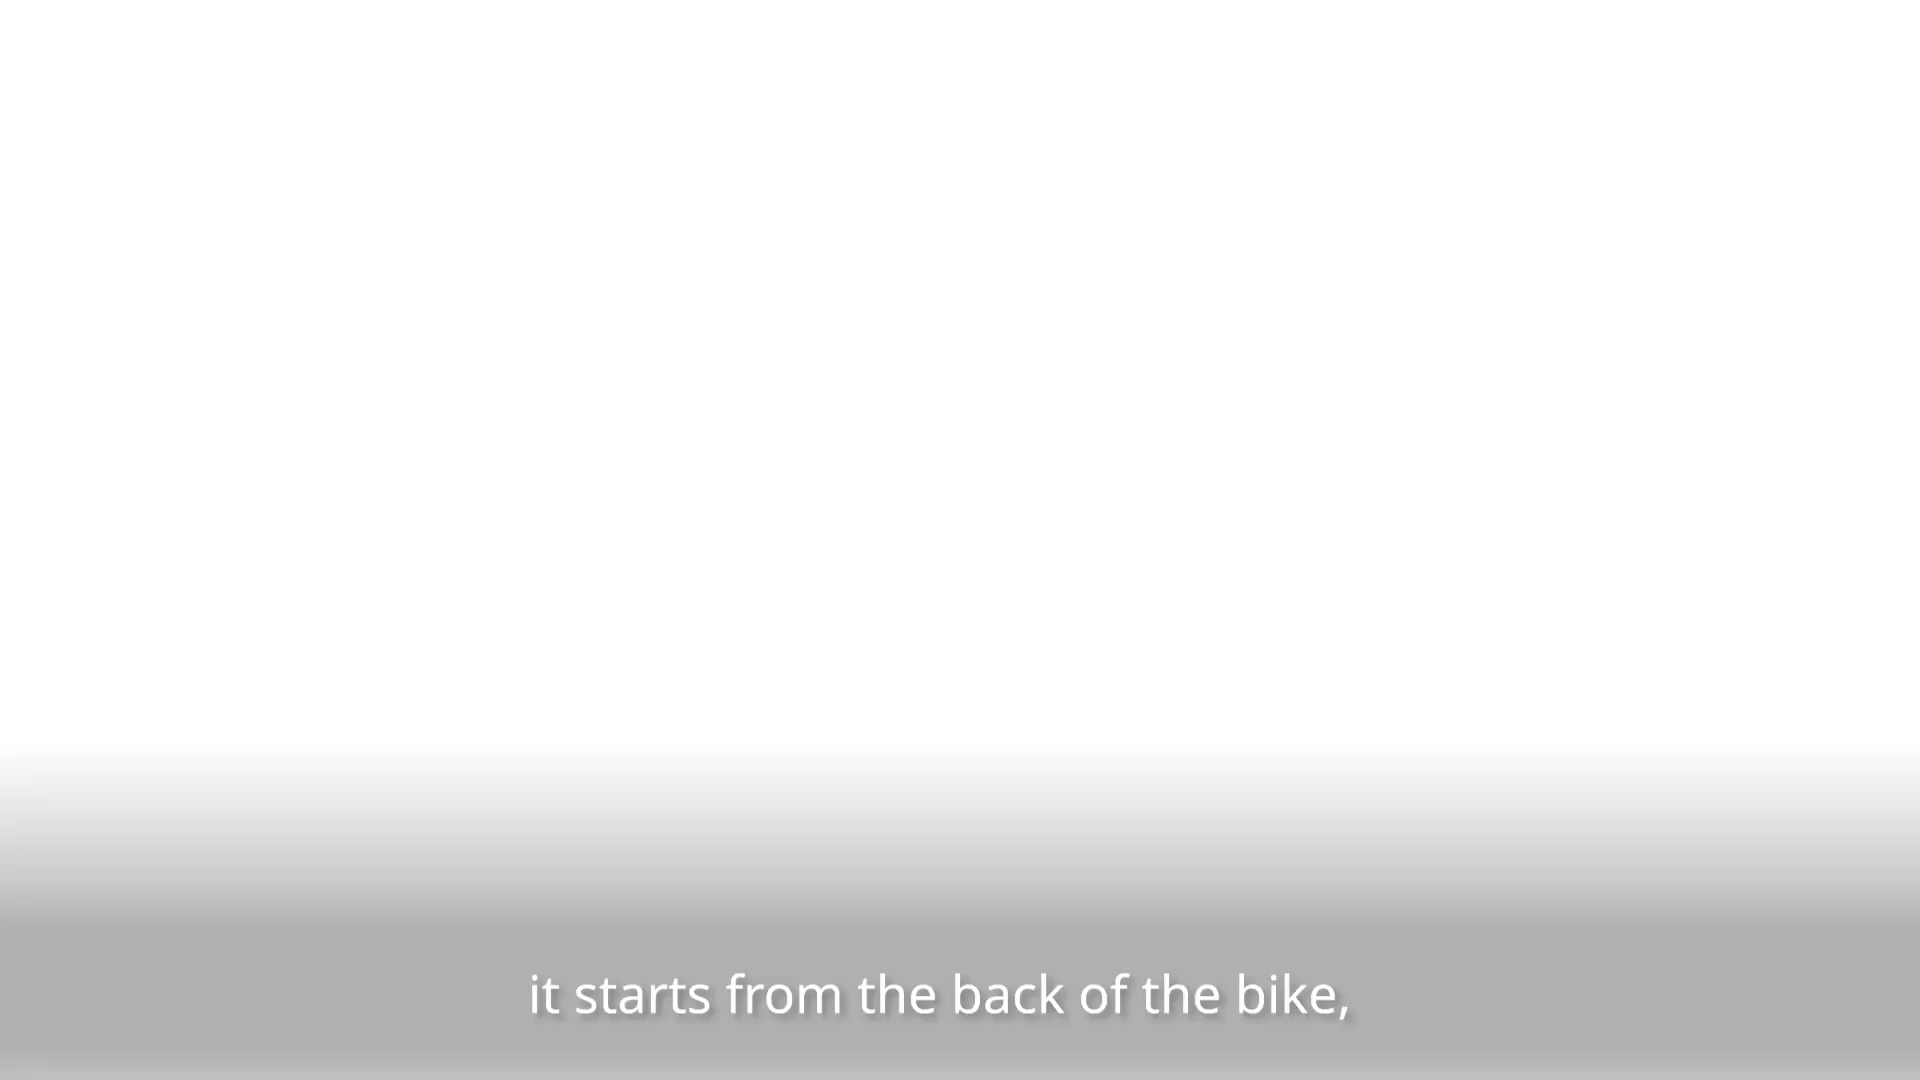 it starts from the back of the bike,